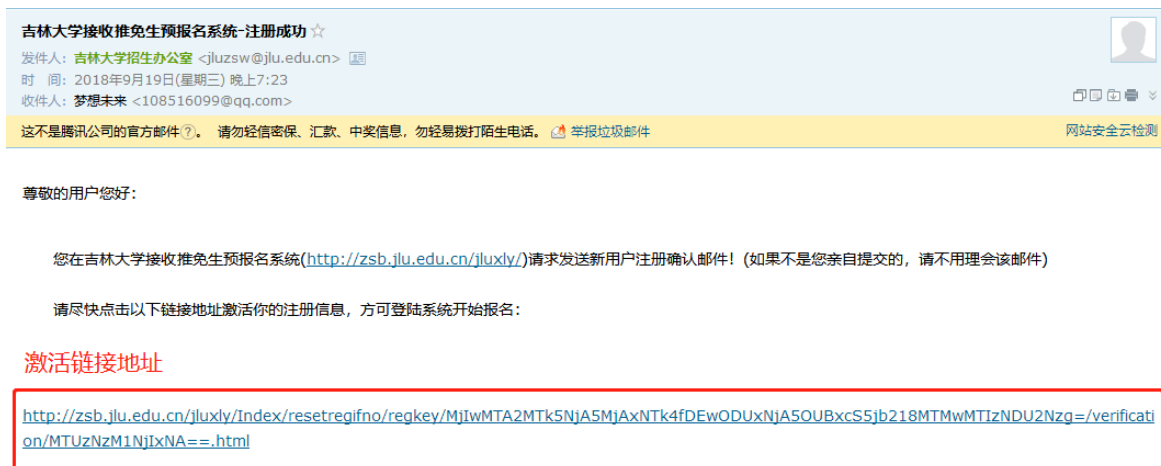 吉林大学接收推免生预报名系统-注册成功
发件人：吉林大学招生办公室 <jluzsw@jlu.edu.cn>
时 间：2018年9月19日(星期三) 晚上7:23
收件人：梦想未来 <108516099@qq.com>
这不是腾讯公司的官方邮件?。 请勿轻信密保、汇款、中奖信息，勿轻易拨打陌生电话。 举报垃圾邮件 网站安全云检测
尊敬的用户您好：
您在吉林大学接收推免生预报名系统(http://zsb.jlu.edu.cn/jluxly/)请求发送新用户注册确认邮件！(如果不是您亲自提交的，请不用理会该邮件)
请尽快点击以下链接地址激活你的注册信息，方可登陆系统开始报名：
激活链接地址
http://zsb.jlu.edu.cn/jluxly/Index/resetregifno/regkey/MjIwMTA2MTk5NjA5MjAxNTk4fDEwODUxNjA5OUBxcS5jb218MTMwMTIzNDU2Nzg=/verificati
on/MTUzNzM1NjIxNA==.html